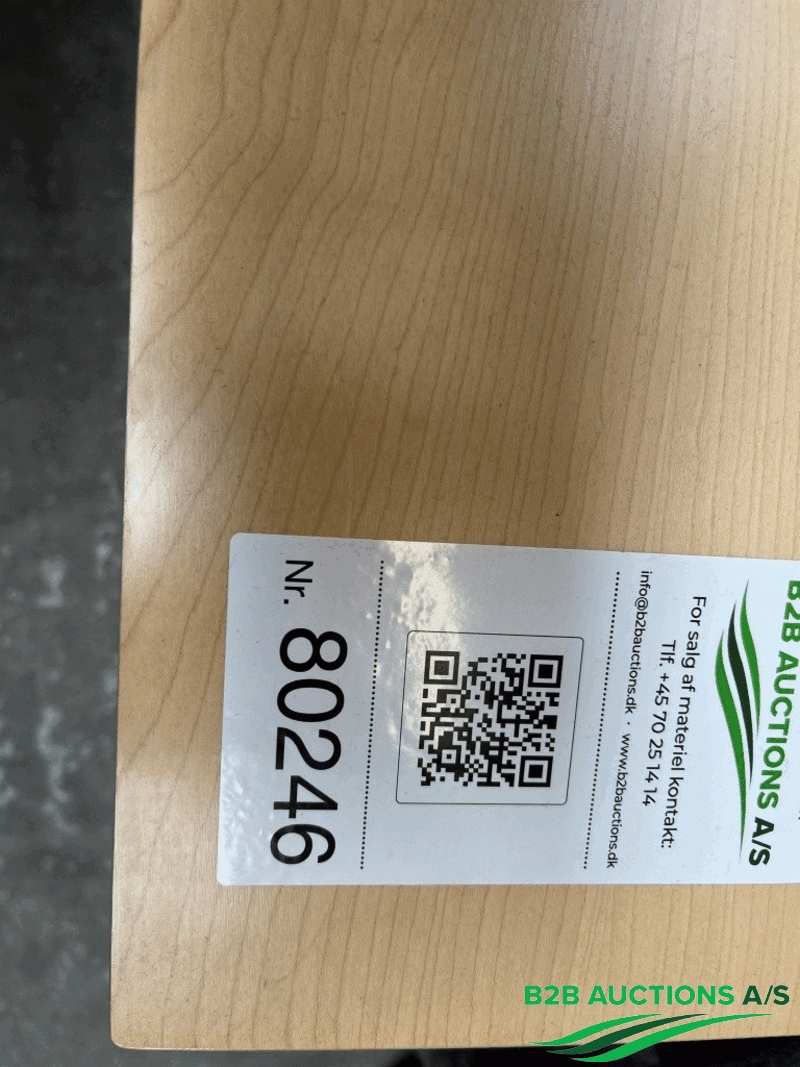 B2B AUCTIONS A/S
For salg af materiel kontakt:
Tlf. +45 70 25 14 14
info@b2bauctions.dk · www.b2bauctions.dk
Nr. 80246
B2B AUCTIONS A/S